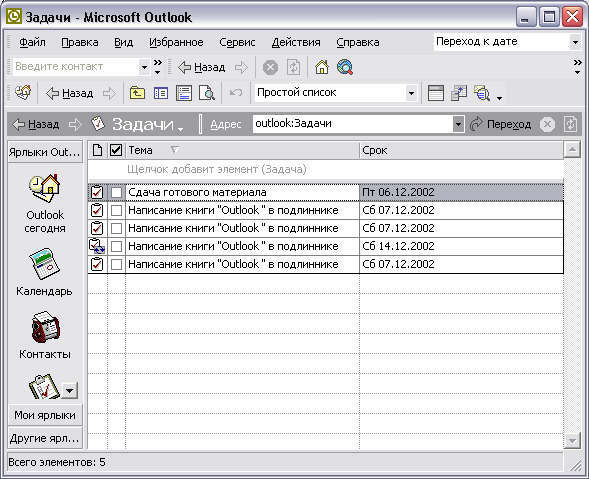 Задачи - Microsoft Outlook
Файл Правка Вид Избранное Сервис Действия Справка Переход к дате
Введите контакт Назад
Назад Простой список
Назад Задачи Адрес outlook:Задачи Переход
Ярлыки Out... Тема Срок
Щелчок добавит элемент (Задача)
Сдача готового материала Пт 06.12.2002
Написание книги "Outlook " в подлиннике Сб 07.12.2002
Написание книги "Outlook " в подлиннике Сб 07.12.2002
Написание книги "Outlook " в подлиннике Сб 14.12.2002
Написание книги "Outlook " в подлиннике Сб 07.12.2002
Outlook
сегодня
Календарь
Контакты
Мои ярлыки
Другие ярл...
Всего элементов: 5